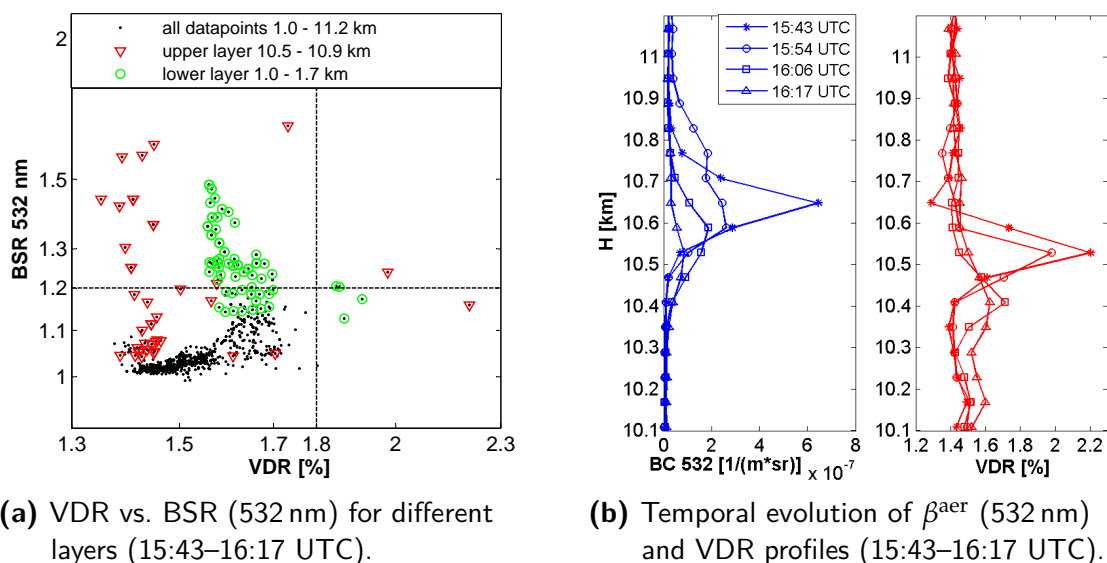 all datapoints 1.0 - 11.2 km
upper layer 10.5 - 10.9 km
lower layer 1.0 - 1.7 km
2
1.5
1.3
1.2
1.1
1
BSR 532 nm
1.3
1.5
1.7
1.8
2
2.3
VDR [%]
(a) VDR vs. BSR (532 nm) for different
layers (15:43–16:17 UTC).
15:43 UTC
15:54 UTC
16:06 UTC
16:17 UTC
11
10.9
10.8
10.7
10.6
10.5
10.4
10.3
10.2
10.1
H [km]
0
2
4
6
8
BC 532 [1/(m*sr)]
x 10⁻⁷
11
10.9
10.8
10.7
10.6
10.5
10.4
10.3
10.2
10.1
1.2
1.4
1.6
1.8
2
2.2
VDR [%]
(b) Temporal evolution of βᵃᵉʳ (532 nm)
and VDR profiles (15:43–16:17 UTC).